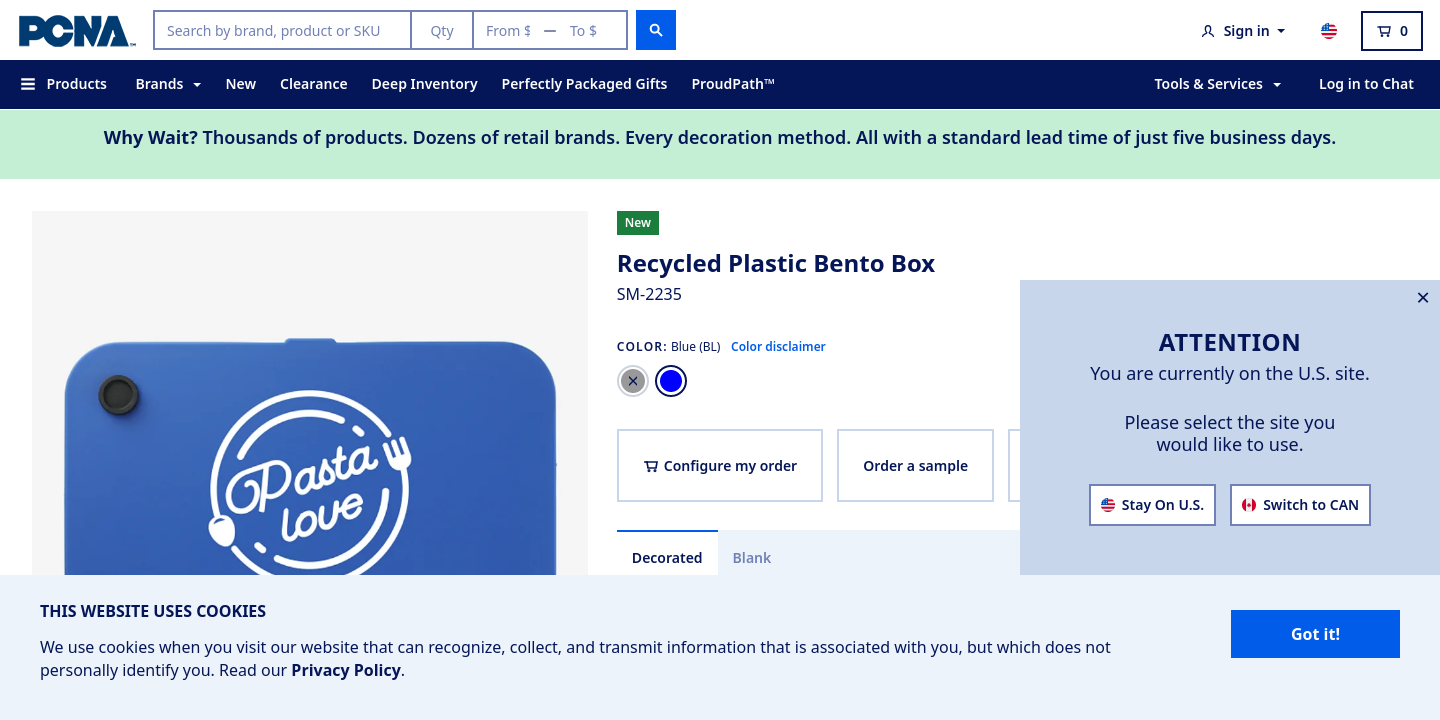 PCNA™
Search by brand, product or SKU
Qty
From $ — To $
Sign in
0
Products
Brands
New
Clearance
Deep Inventory
Perfectly Packaged Gifts
ProudPath™
Tools & Services
Log in to Chat
Why Wait? Thousands of products. Dozens of retail brands. Every decoration method. All with a standard lead time of just five business days.
Pasta
love
New
Recycled Plastic Bento Box
SM-2235
COLOR: Blue (BL) Color disclaimer
Configure my order
Order a sample
Decorated
Blank
ATTENTION
You are currently on the U.S. site.
Please select the site you
would like to use.
Stay On U.S.
Switch to CAN
THIS WEBSITE USES COOKIES
We use cookies when you visit our website that can recognize, collect, and transmit information that is associated with you, but which does not
personally identify you. Read our Privacy Policy.
Got it!